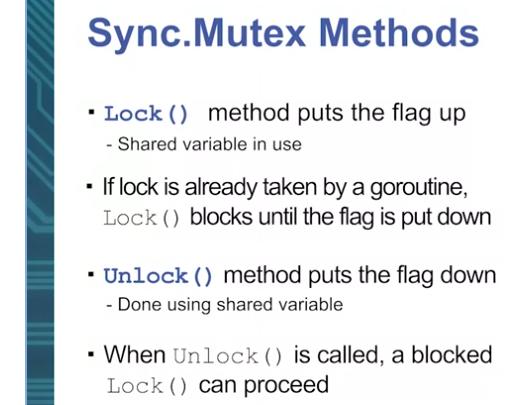 Sync.Mutex Methods
▪ Lock() method puts the flag up
- Shared variable in use
▪ If lock is already taken by a goroutine,
Lock() blocks until the flag is put down
▪ Unlock() method puts the flag down
- Done using shared variable
▪ When Unlock() is called, a blocked
Lock() can proceed